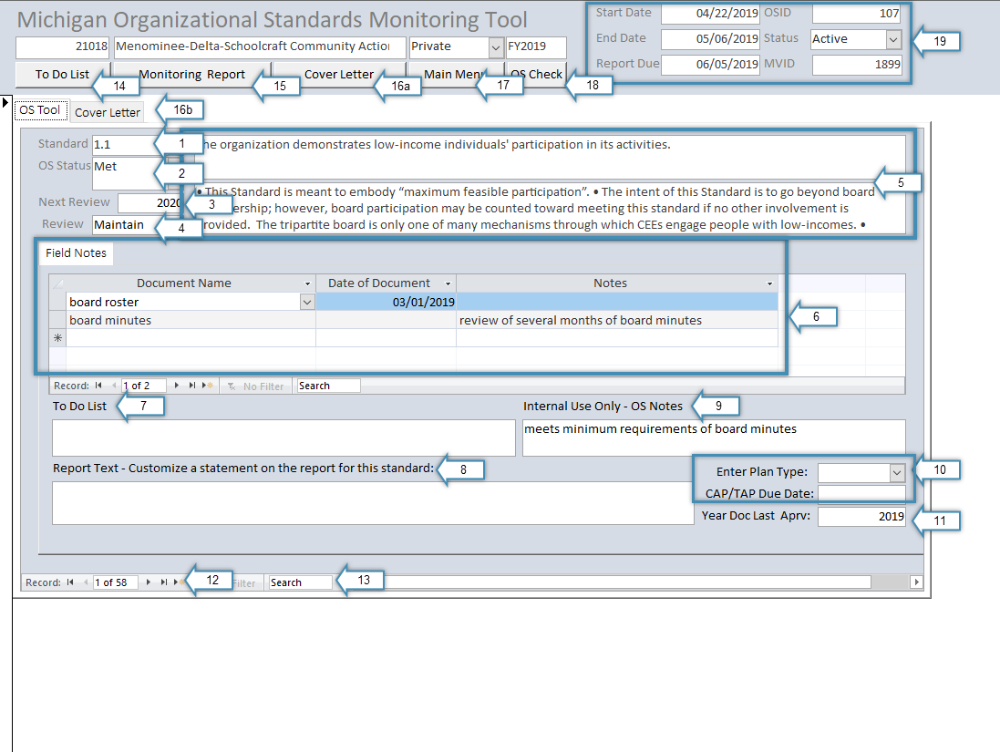 Michigan Organizational Standards Monitoring Tool
Start Date 04/22/2019 OSID 107
21018 Menominee-Delta-Schoolcraft Community Action Private FY2019
End Date 05/06/2019 Status Active 19
Report Due 06/05/2019 MVID 1899
To Do List Monitoring Report Cover Letter Main Menu OS Check
14 15 16a 17 18
OS Tool Cover Letter 16b
Standard 1.1 1 he organization demonstrates low-income individuals' participation in its activities.
OS Status Met 2
5
Next Review 2020 3 • This Standard is meant to embody “maximum feasible participation”. • The intent of this Standard is to go beyond board
ership; however, board participation may be counted toward meeting this standard if no other involvement is
Review Maintain 4 rovided. The tripartite board is only one of many mechanisms through which CEEs engage people with low-incomes. •
Field Notes
Document Name Date of Document Notes
board roster 03/01/2019
board minutes review of several months of board minutes
6
Record: 1 of 2 No Filter Search
To Do List 7 Internal Use Only - OS Notes 9
meets minimum requirements of board minutes
Report Text - Customize a statement on the report for this standard: 8
Enter Plan Type: 10
CAP/TAP Due Date:
Year Doc Last Aprv: 2019 11
Record: 1 of 58 12 Filter Search 13